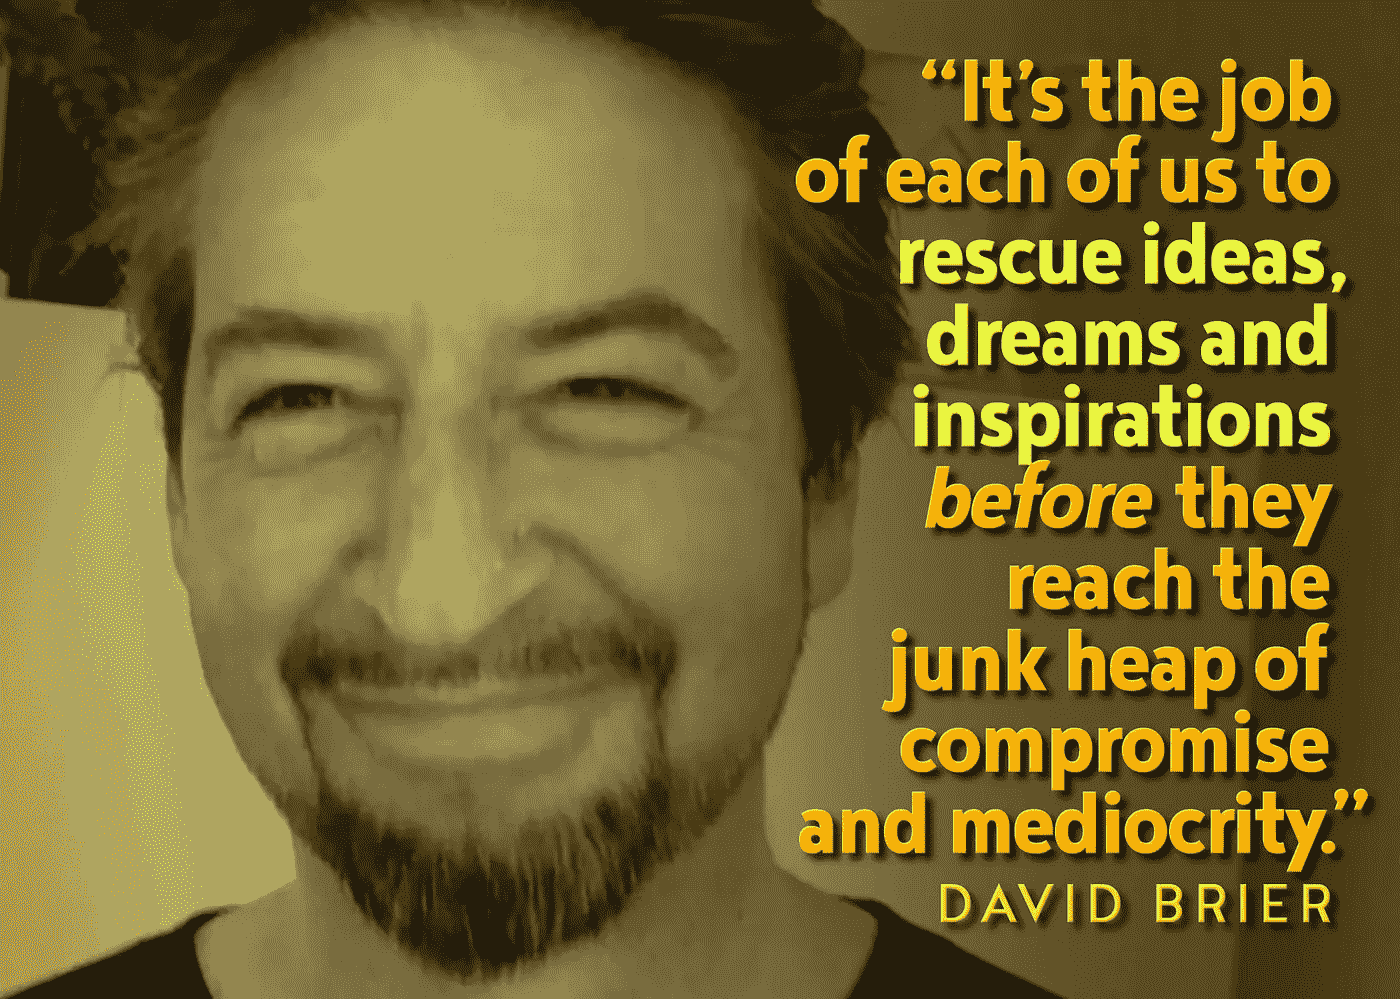 “It’s the job
of each of us to
rescue ideas,
dreams and
inspirations
before they
reach the
junk heap of
compromise
and mediocrity.”
DAVID BRIER